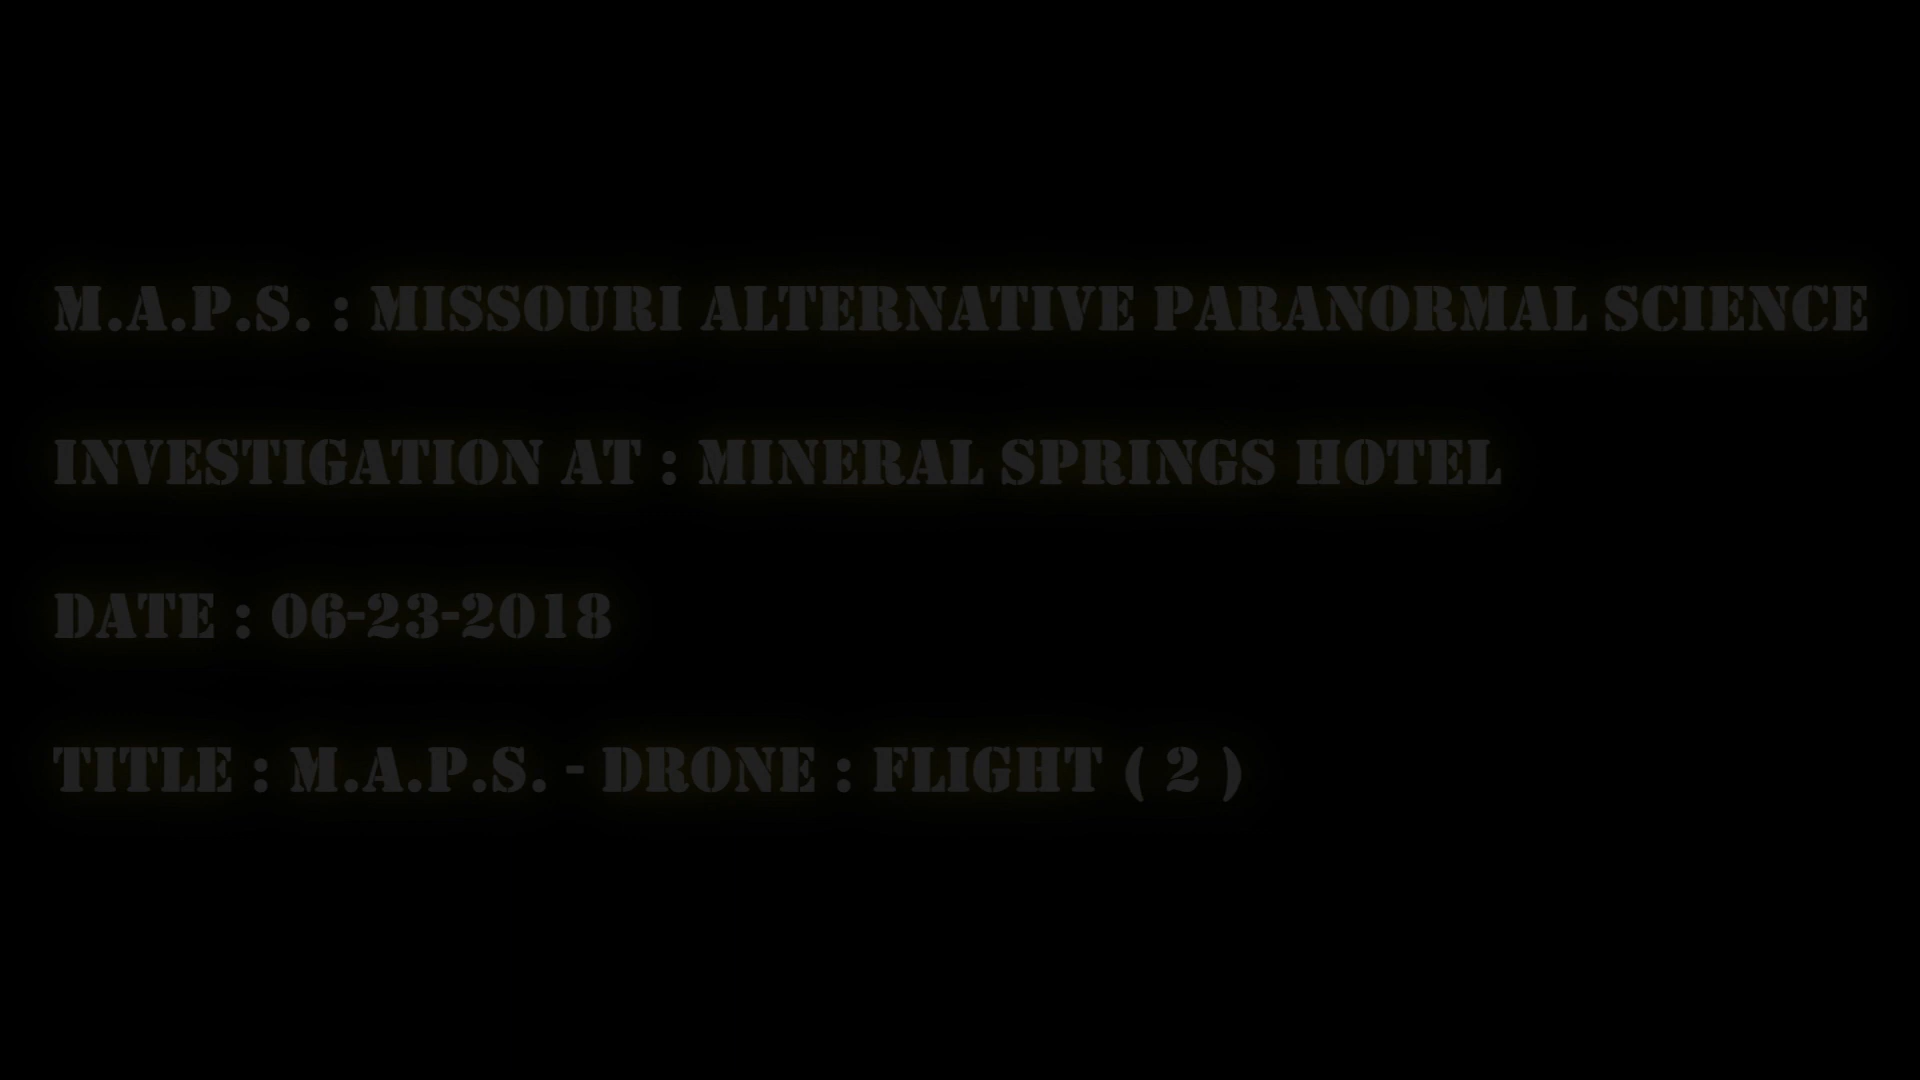 M.A.P.S. : MISSOURI ALTERNATIVE PARANORMAL SCIENCE
INVESTIGATION AT : MINERAL SPRINGS HOTEL
DATE : 06-23-2018
TITLE : M.A.P.S. - DRONE : FLIGHT ( 2 )